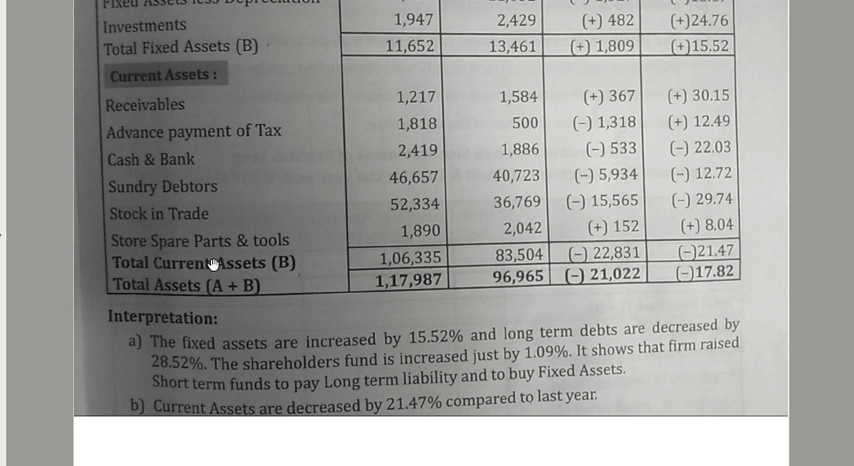 Fixed Assets less Depreciation
Investments 1,947 2,429 (+) 482 (+)24.76
Total Fixed Assets (B) 11,652 13,461 (+) 1,809 (+)15.52
Current Assets :
Receivables 1,217 1,584 (+) 367 (+) 30.15
Advance payment of Tax 1,818 500 (−) 1,318 (+) 12.49
Cash & Bank 2,419 1,886 (−) 533 (−) 22.03
Sundry Debtors 46,657 40,723 (−) 5,934 (−) 12.72
Stock in Trade 52,334 36,769 (−) 15,565 (−) 29.74
Store Spare Parts & tools 1,890 2,042 (+) 152 (+) 8.04
Total Current Assets (B) 1,06,335 83,504 (−) 22,831 (−)21.47
Total Assets (A + B) 1,17,987 96,965 (−) 21,022 (−)17.82
Interpretation:
a) The fixed assets are increased by 15.52% and long term debts are decreased by
28.52%. The shareholders fund is increased just by 1.09%. It shows that firm raised
Short term funds to pay Long term liability and to buy Fixed Assets.
b) Current Assets are decreased by 21.47% compared to last year.